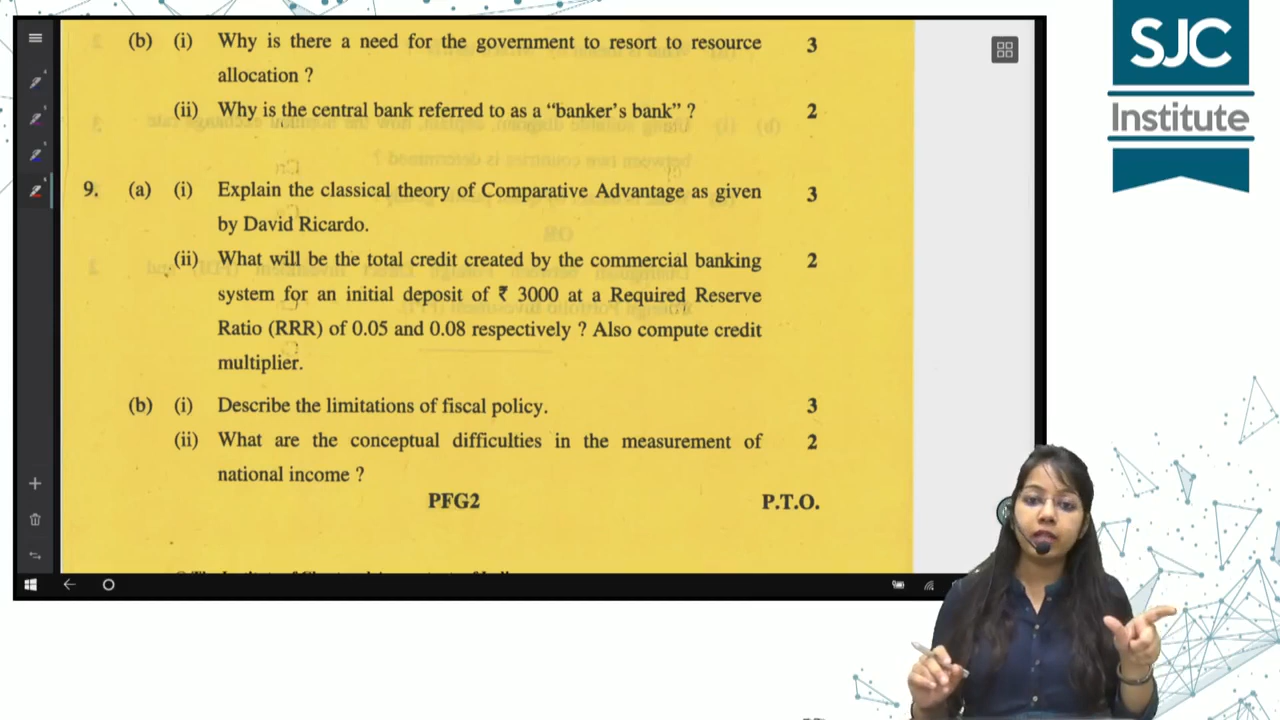 (b) (i) Why is there a need for the government to resort to resource 3
allocation ?
(ii) Why is the central bank referred to as a “banker’s bank” ? 2
9. (a) (i) Explain the classical theory of Comparative Advantage as given 3
by David Ricardo.
(ii) What will be the total credit created by the commercial banking 2
system for an initial deposit of ₹ 3000 at a Required Reserve
Ratio (RRR) of 0.05 and 0.08 respectively ? Also compute credit
multiplier.
(b) (i) Describe the limitations of fiscal policy. 3
(ii) What are the conceptual difficulties in the measurement of 2
national income ?
PFG2 P.T.O.
SJC
Institute